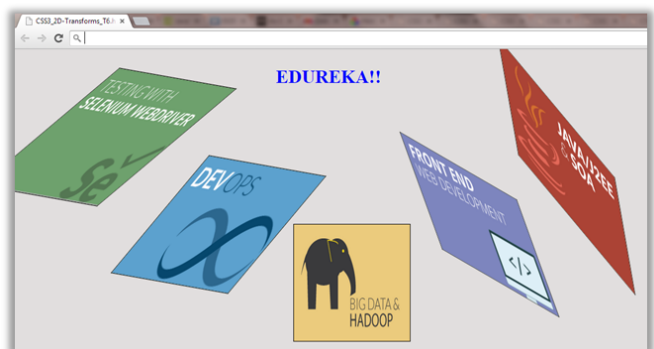 CSS3_2D-Transforms_T6.h
EDUREKA!!
TESTING WITH
SELENIUM WEBDRIVER
Se
DEVOPS
FRONT END
WEB DEVELOPMENT
</>
JAVA/J2EE
& SOA
BIG DATA &
HADOOP